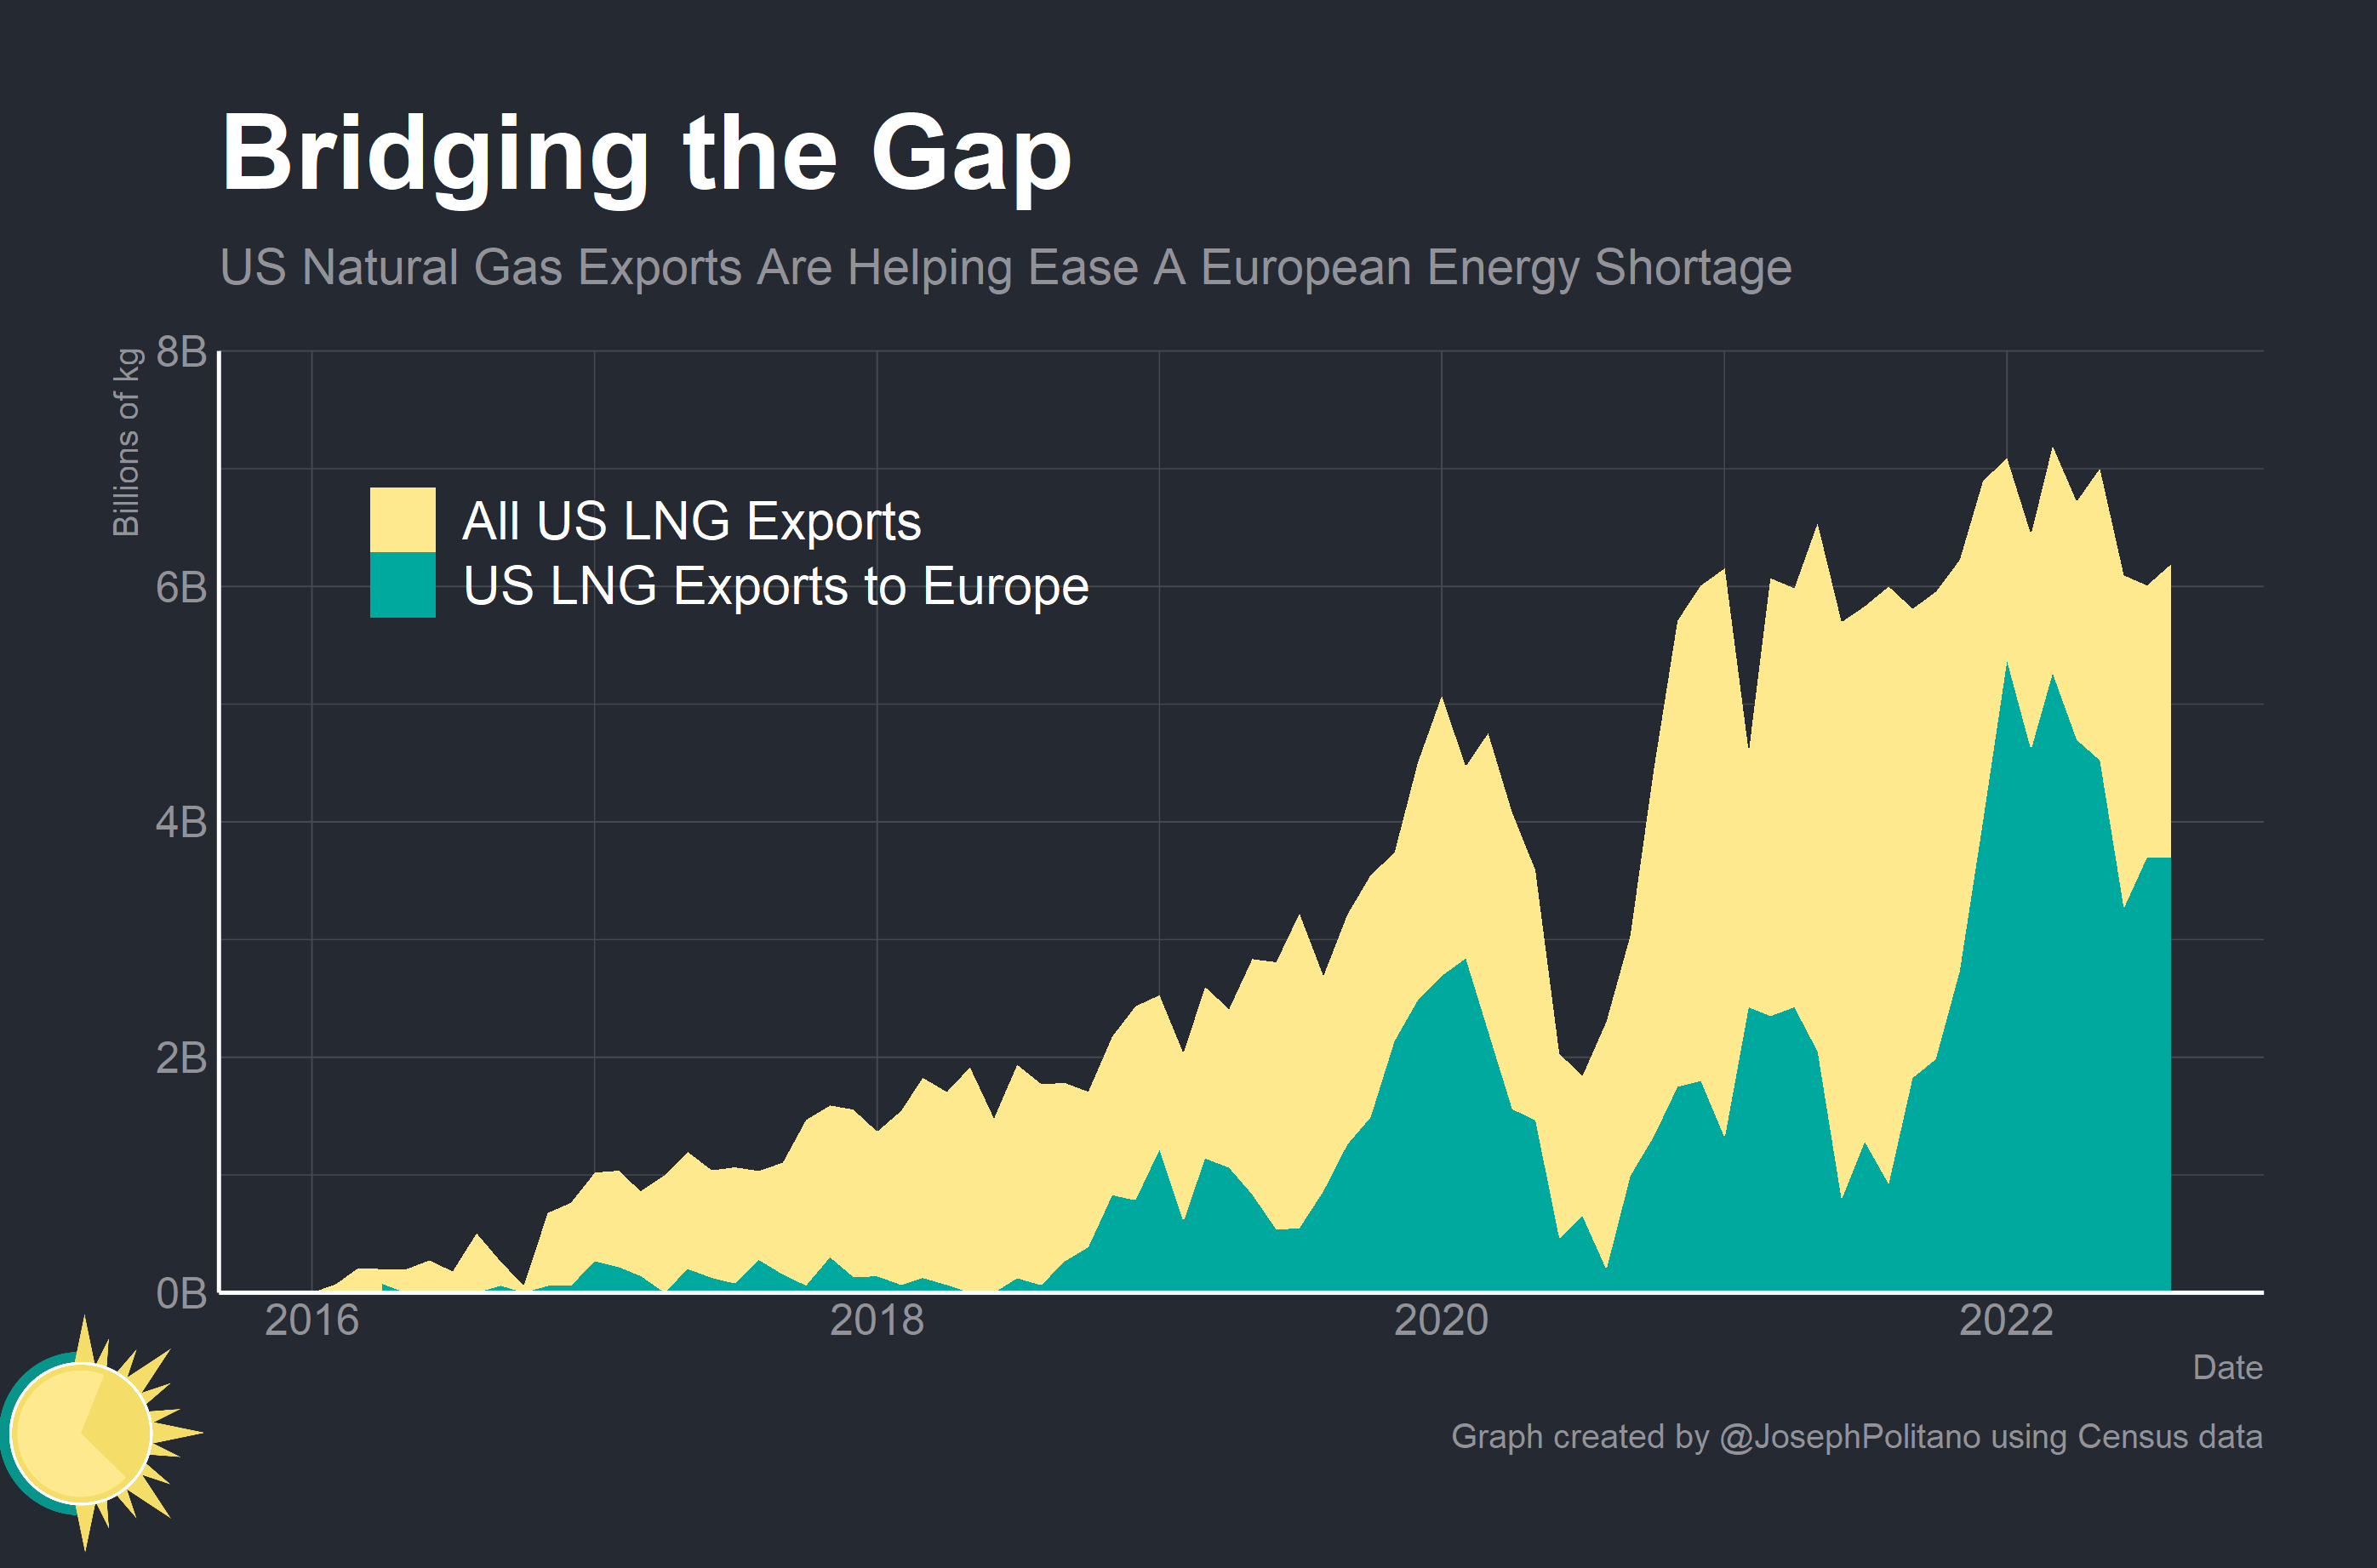 Bridging the Gap
US Natural Gas Exports Are Helping Ease A European Energy Shortage
Billions of kg
8B
6B
4B
2B
0B
All US LNG Exports
US LNG Exports to Europe
2016
2018
2020
2022
Date
Graph created by @JosephPolitano using Census data